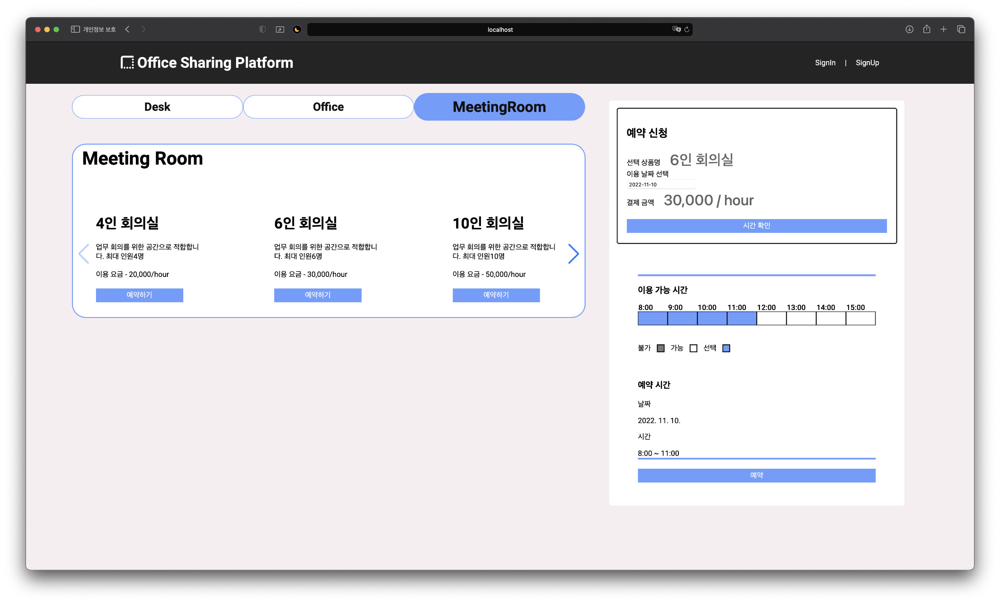 개인정보 보호
localhost
Office Sharing Platform
SignIn | SignUp
Desk
Office
MeetingRoom
Meeting Room
4인 회의실
업무 회의를 위한 공간으로 적합합니
다. 최대 인원4명
이용 요금 - 20,000/hour
예약하기
6인 회의실
업무 회의를 위한 공간으로 적합합니
다. 최대 인원6명
이용 요금 - 30,000/hour
예약하기
10인 회의실
업무 회의를 위한 공간으로 적합합니
다. 최대 인원10명
이용 요금 - 50,000/hour
예약하기
예약 신청
선택 상품명 6인 회의실
이용 날짜 선택
2022-11-10
결제 금액 30,000 / hour
시간 확인
이용 가능 시간
8:00 9:00 10:00 11:00 12:00 13:00 14:00 15:00
불가 가능 선택
예약 시간
날짜
2022. 11. 10.
시간
8:00 ~ 11:00
예약